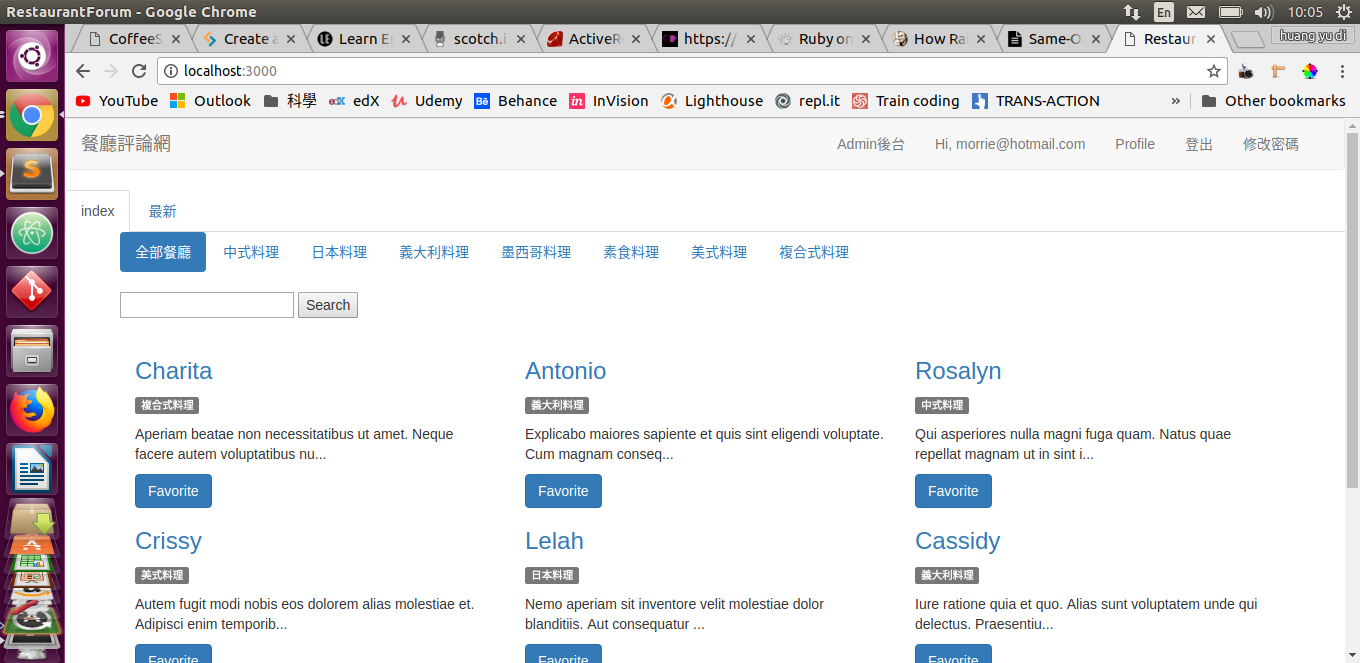 RestaurantForum - Google Chrome
En
10:05
CoffeeS
Create a
Learn E
scotch.i
ActiveR
https://
Ruby on
How Ra
Same-O
Restaur
huang yu di
localhost:3000
YouTube
Outlook
科學
edX
Udemy
Behance
InVision
Lighthouse
repl.it
Train coding
TRANS-ACTION
»
Other bookmarks
餐廳評論網
Admin後台
Hi, morrie@hotmail.com
Profile
登出
修改密碼
index
最新
全部餐廳
中式料理
日本料理
義大利料理
墨西哥料理
素食料理
美式料理
複合式料理
Search
Charita
複合式料理
Aperiam beatae non necessitatibus ut amet. Neque
facere autem voluptatibus nu...
Favorite
Antonio
義大利料理
Explicabo maiores sapiente et quis sint eligendi voluptate.
Cum magnam conseq...
Favorite
Rosalyn
中式料理
Qui asperiores nulla magni fuga quam. Natus quae
repellat magnam ut in sint i...
Favorite
Crissy
美式料理
Autem fugit modi nobis eos dolorem alias molestiae et.
Adipisci enim temporib...
Favorite
Lelah
日本料理
Nemo aperiam sit inventore velit molestiae dolor
blanditiis. Aut consequatur ...
Favorite
Cassidy
義大利料理
Iure ratione quia et quo. Alias sunt voluptatem unde qui
delectus. Praesentiu...
Favorite